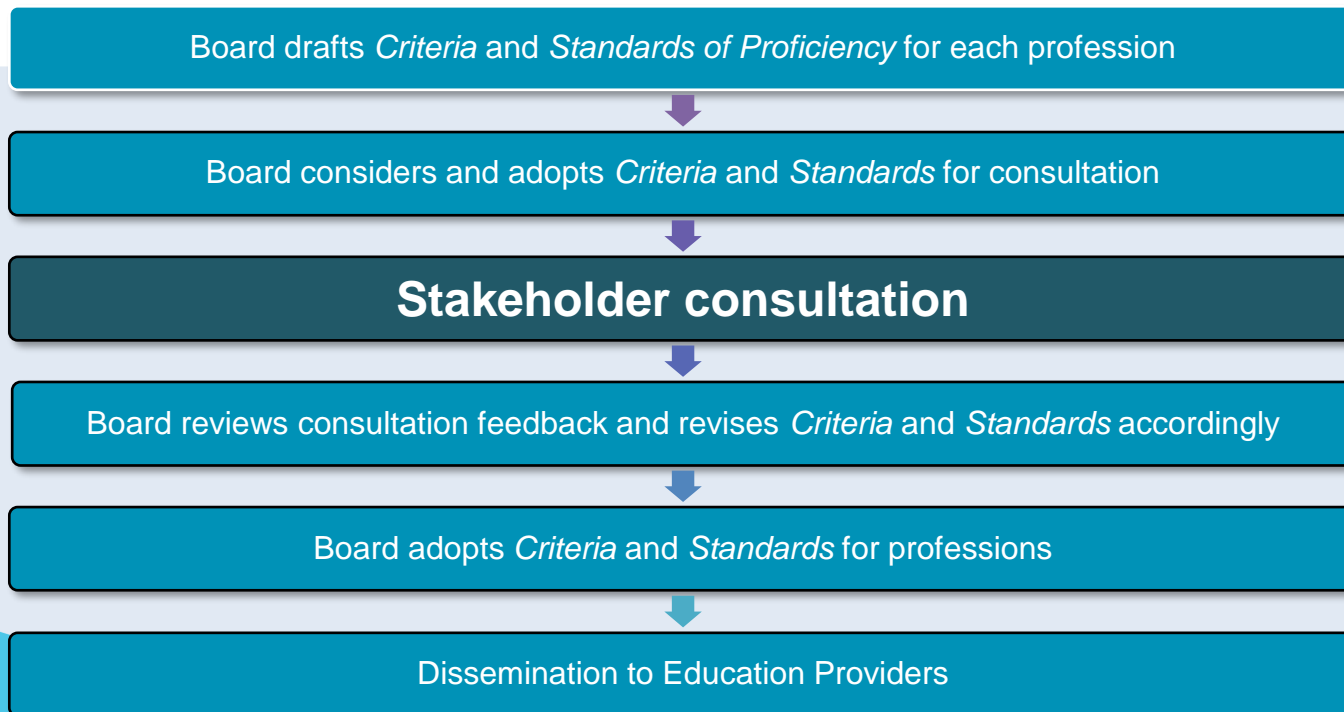 Board drafts Criteria and Standards of Proficiency for each profession
Board considers and adopts Criteria and Standards for consultation
Stakeholder consultation
Board reviews consultation feedback and revises Criteria and Standards accordingly
Board adopts Criteria and Standards for professions
Dissemination to Education Providers